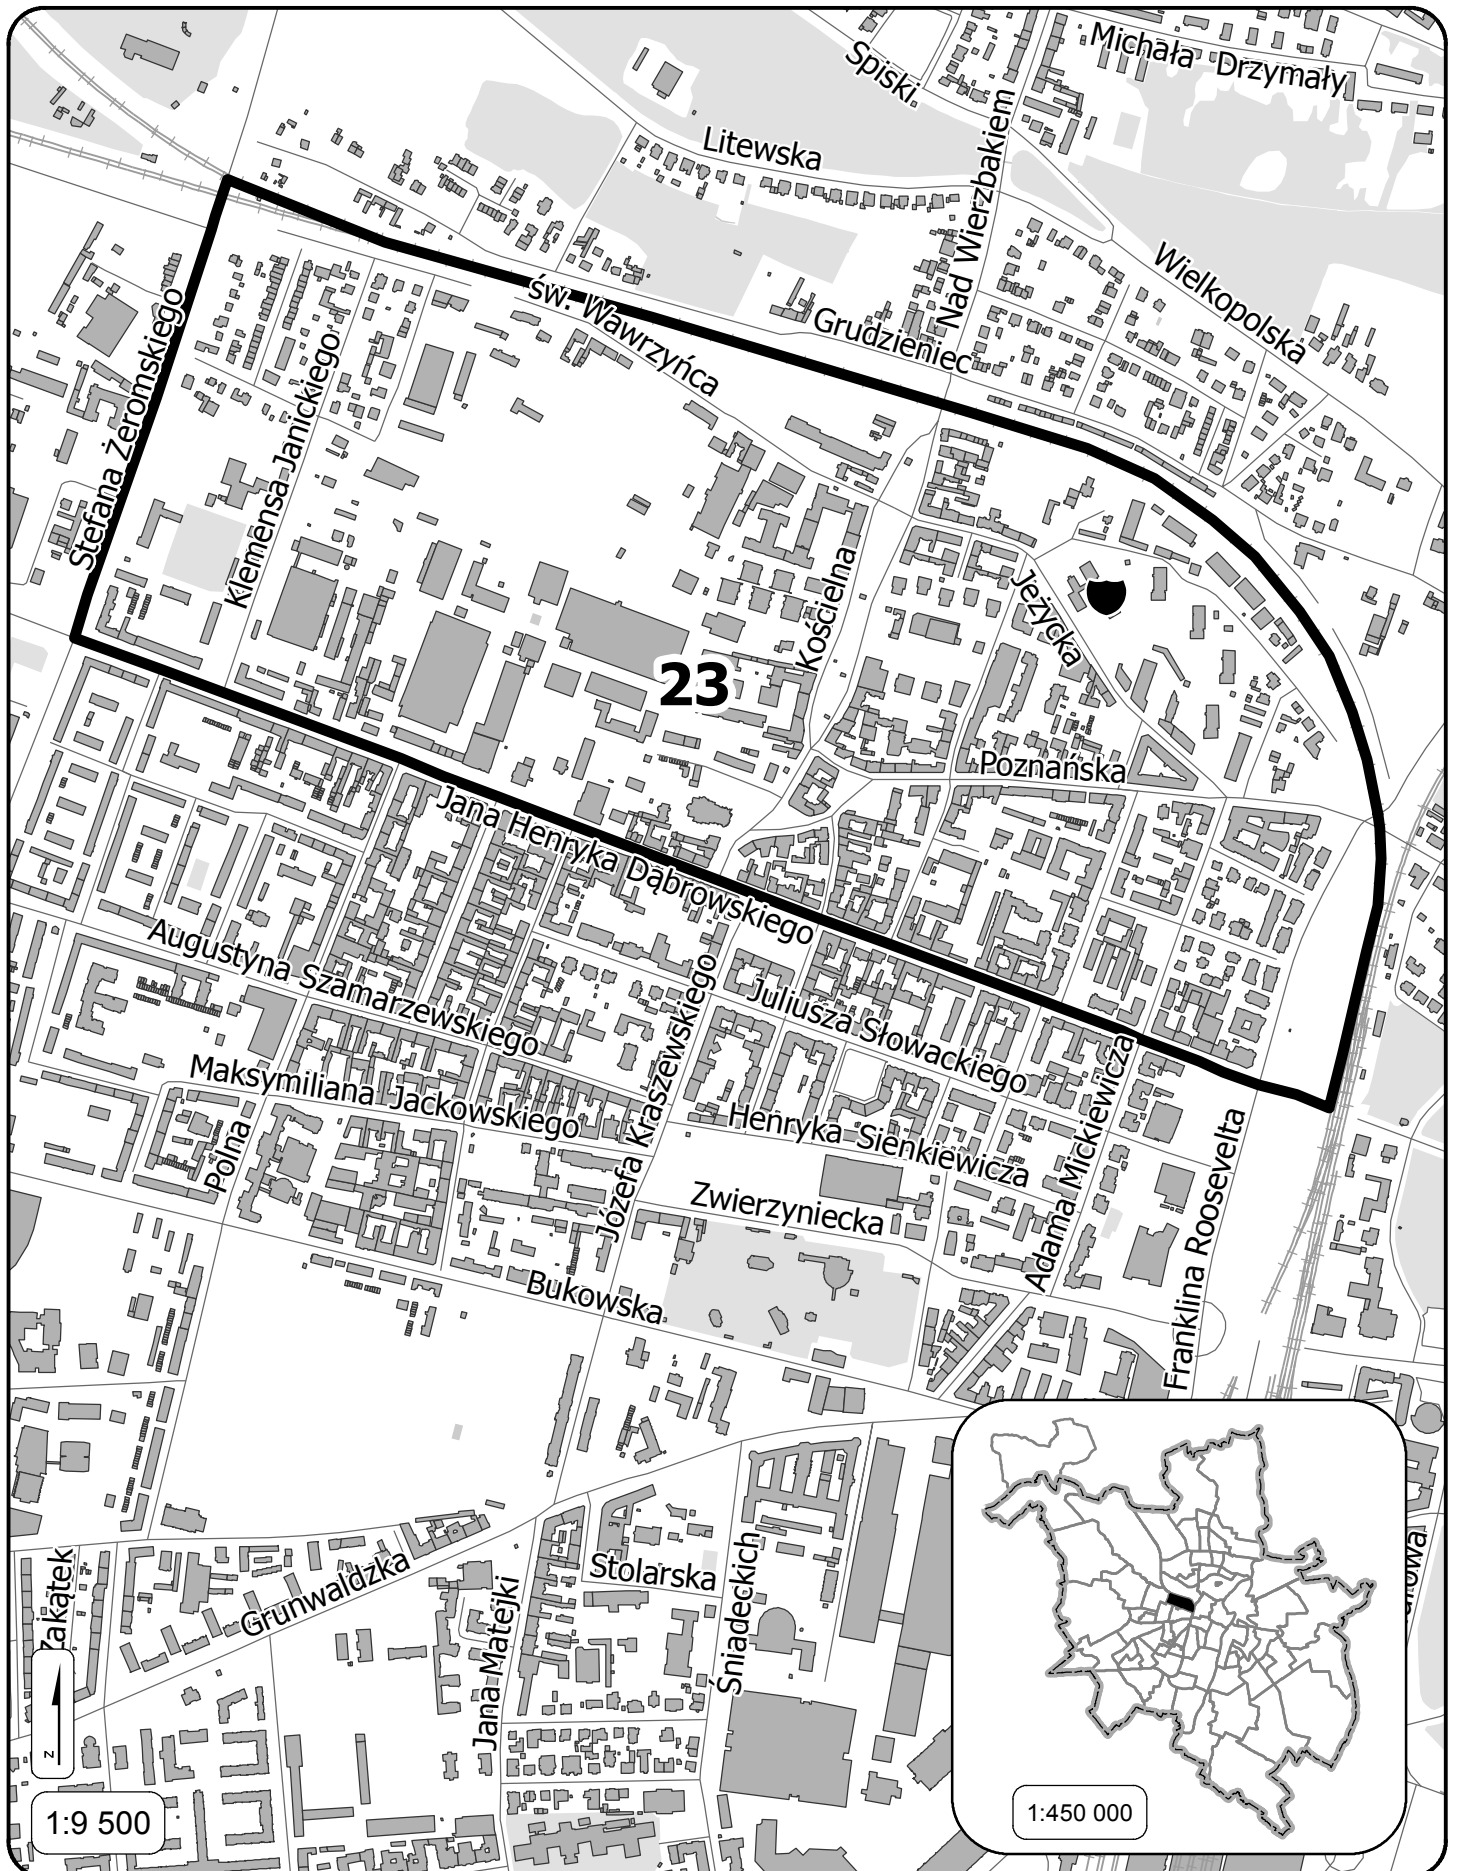 Michała Drzymały
Spiski
Litewska
Nad Wierzbakiem
Wielkopolska
św. Wawrzyńca
Grudzieniec
Stefana Żeromskiego
Klemensa Janickiego
Kościelna
Jeżycka
23
Poznańska
Jana Henryka Dąbrowskiego
Augustyna Szamarzewskiego
Juliusza Słowackiego
Maksymiliana Jackowskiego
Józefa Kraszewskiego
Henryka Sienkiewicza
Adama Mickiewicza
Polna
Zwierzyniecka
Franklina Roosevelta
Bukowska
Grunwaldzka
Stolarska
Śniadeckich
Jana Matejki
Zakątek
z
1:9 500
1:450 000